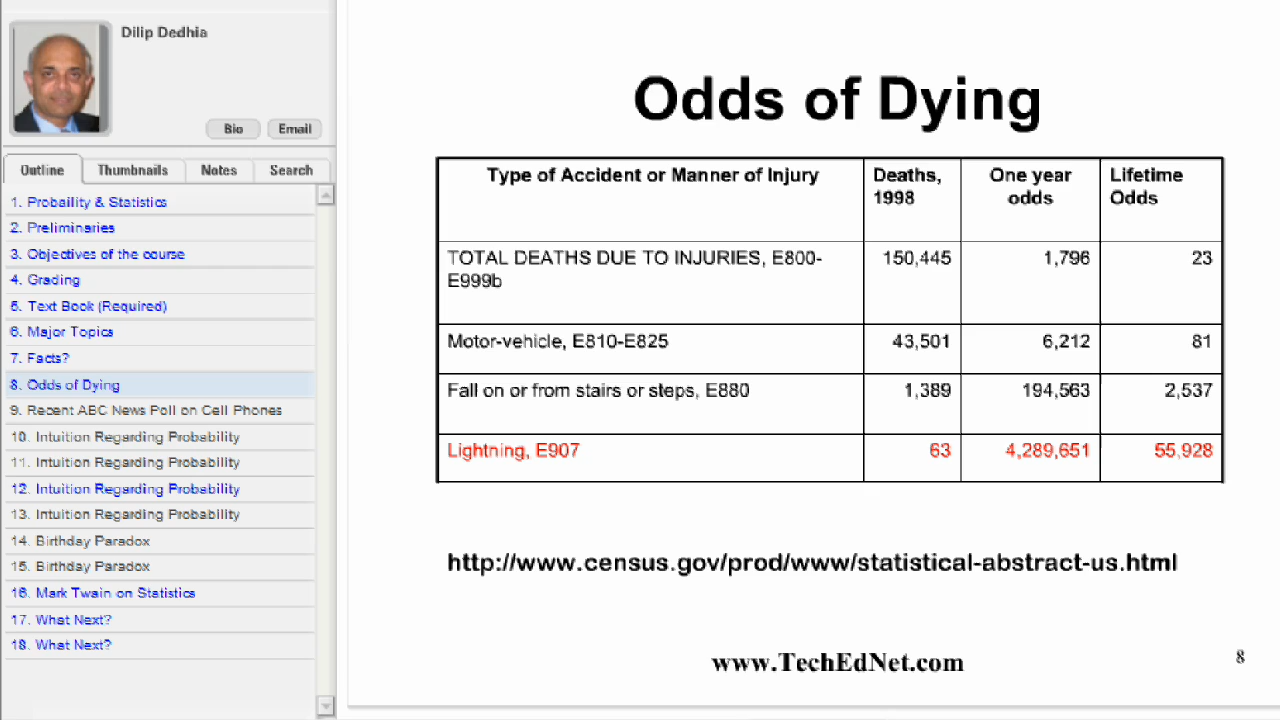 Dilip Dedhia
Bio
Email
Outline
Thumbnails
Notes
Search
1. Probaility & Statistics
2. Preliminaries
3. Objectives of the course
4. Grading
5. Text Book (Required)
6. Major Topics
7. Facts?
8. Odds of Dying
9. Recent ABC News Poll on Cell Phones
10. Intuition Regarding Probability
11. Intuition Regarding Probability
12. Intuition Regarding Probability
13. Intuition Regarding Probability
14. Birthday Paradox
15. Birthday Paradox
16. Mark Twain on Statistics
17. What Next?
18. What Next?
Odds of Dying
Type of Accident or Manner of Injury
Deaths,
1998
One year
odds
Lifetime
Odds
TOTAL DEATHS DUE TO INJURIES, E800-
E999b
150,445
1,796
23
Motor-vehicle, E810-E825
43,501
6,212
81
Fall on or from stairs or steps, E880
1,389
194,563
2,537
Lightning, E907
63
4,289,651
55,928
http://www.census.gov/prod/www/statistical-abstract-us.html
www.TechEdNet.com
8